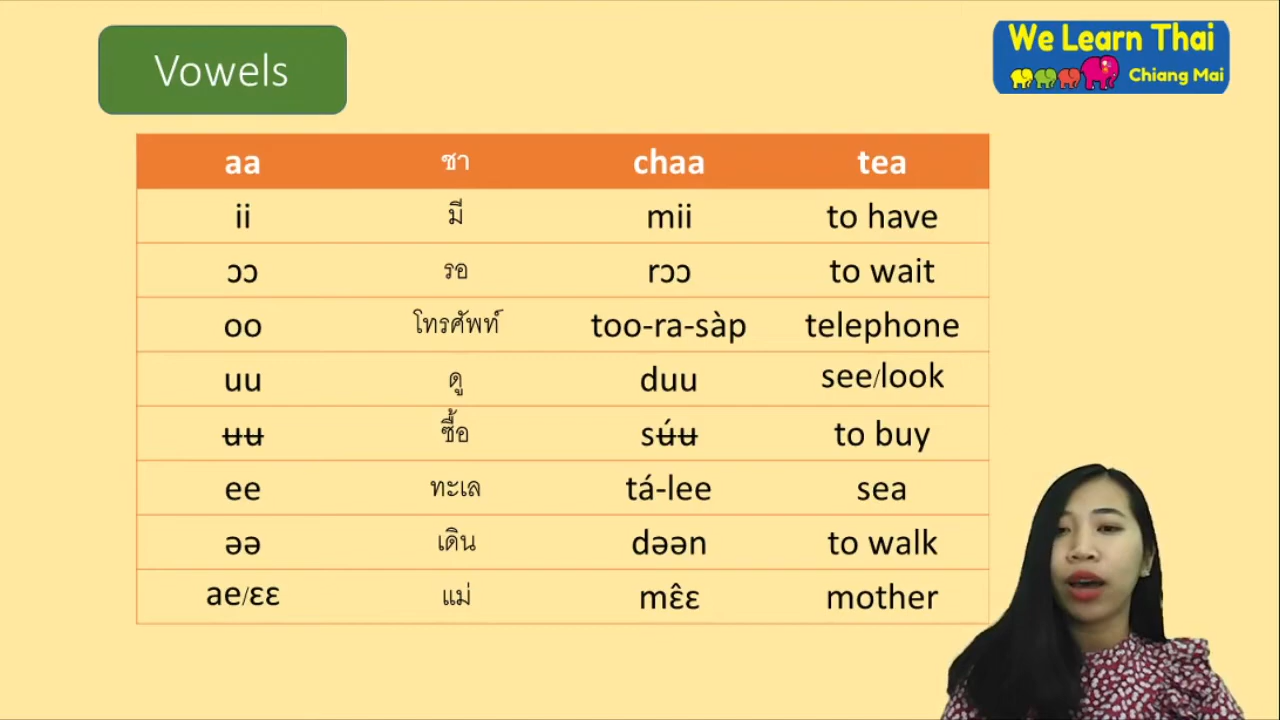 Vowels
We Learn Thai
Chiang Mai
aa ชา chaa tea
ii มี mii to have
ɔɔ รอ rɔɔ to wait
oo โทรศัพท์ too-ra-sàp telephone
uu ดู duu see/look
ʉʉ ซื้อ sʉ́ʉ to buy
ee ทะเล tá-lee sea
əə เดิน dəən to walk
ae/ɛɛ แม่ mɛ̂ɛ mother